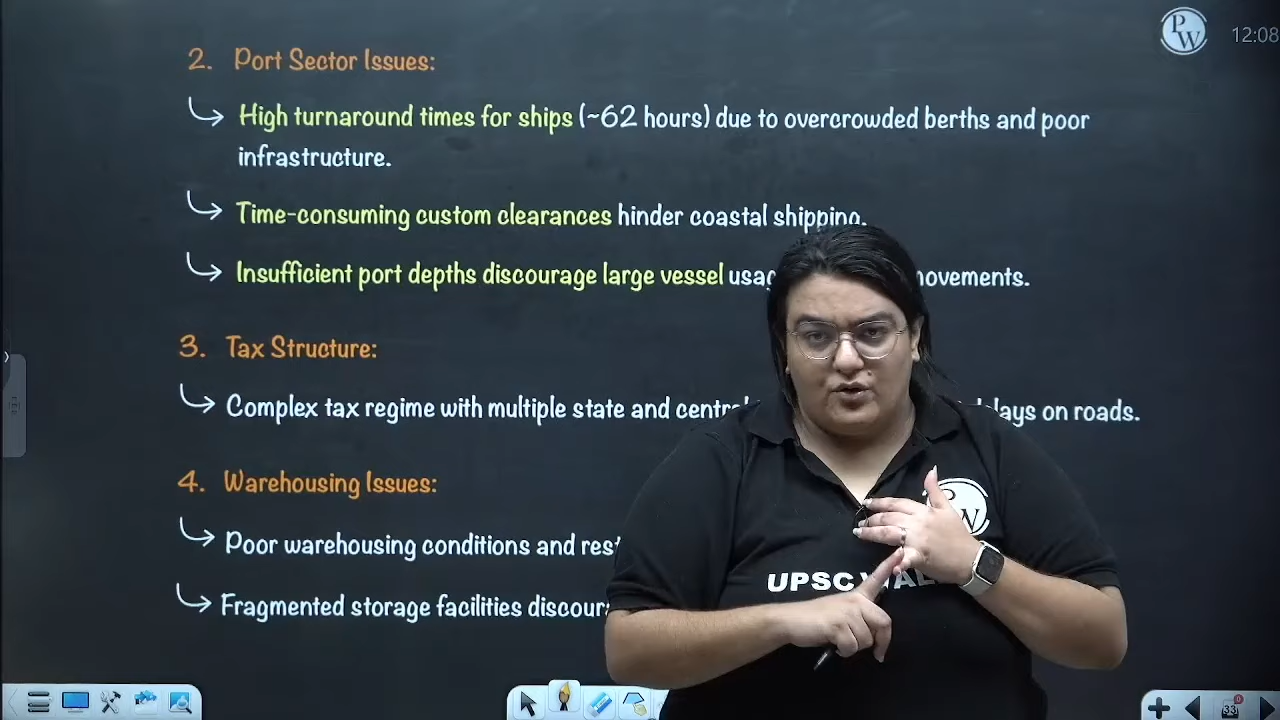 PW
12:08
2. Port Sector Issues:
High turnaround times for ships (~62 hours) due to overcrowded berths and poor
infrastructure.
Time-consuming custom clearances hinder coastal shipping.
Insufficient port depths discourage large vessel
3. Tax Structure:
Complex tax regime with multiple state and on roads.
4. Warehousing Issues:
Poor warehousing conditions and
Fragmented storage facilities
UPSC
33